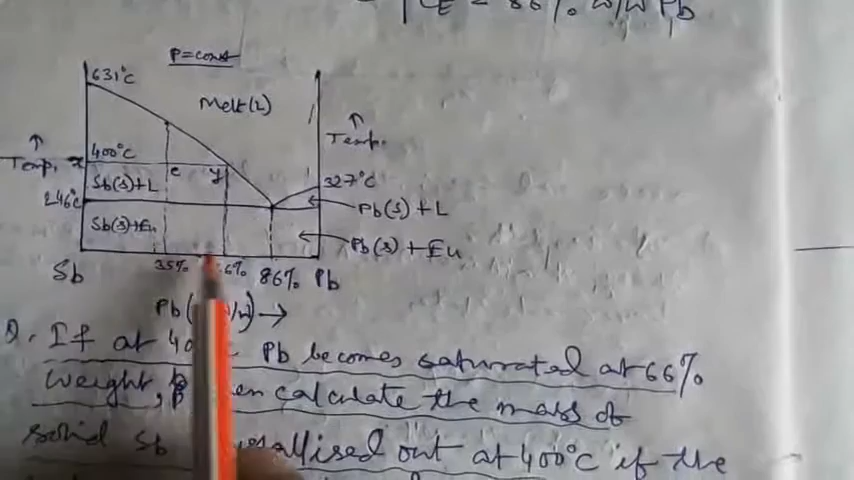 CE = 86% w/w Pb
P=const
631°C
Melt(L)
↑
Temp.
↑
Temp. x
400°C
e
y
327°C
Sb(s)+L
246°C
Pb(s) + L
Sb(s)+Eu
Pb(s) + Eu
Sb
35%
6%
86%
Pb
Pb( /w) →
Q. If at Pb becomes saturated at 66%
weight, calculate the mass of
solid Sb out at 400°C if the